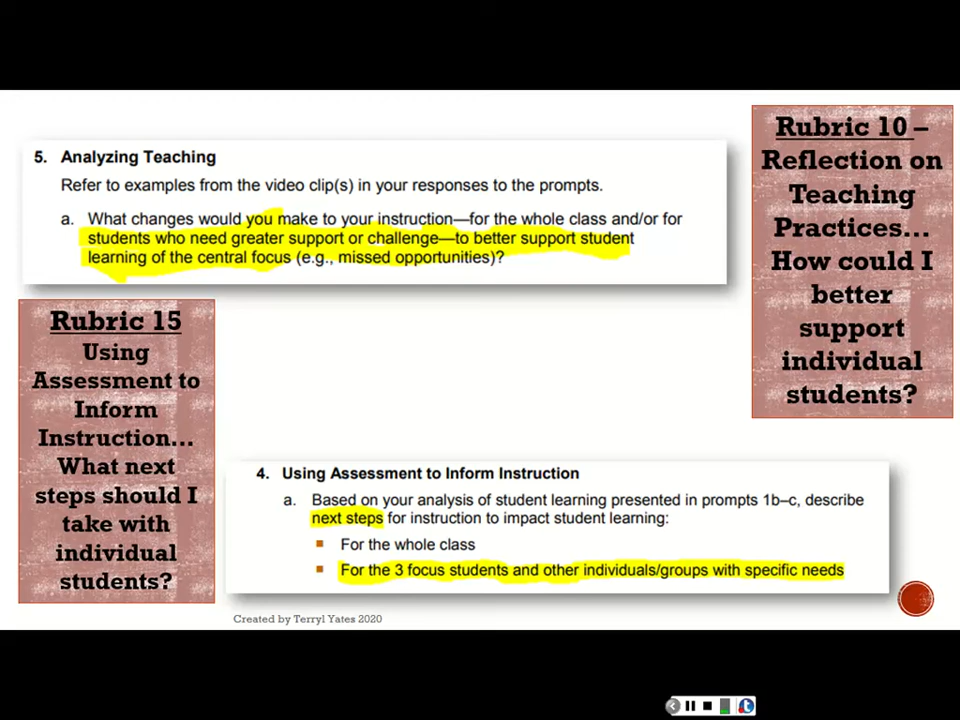 5. Analyzing Teaching
Refer to examples from the video clip(s) in your responses to the prompts.
a. What changes would you make to your instruction—for the whole class and/or for
students who need greater support or challenge—to better support student
learning of the central focus (e.g., missed opportunities)?
Rubric 10 –
Reflection on
Teaching
Practices...
How could I
better
support
individual
students?
Rubric 15
Using
Assessment to
Inform
Instruction...
What next
steps should I
take with
individual
students?
4. Using Assessment to Inform Instruction
a. Based on your analysis of student learning presented in prompts 1b–c, describe
next steps for instruction to impact student learning:
▪ For the whole class
▪ For the 3 focus students and other individuals/groups with specific needs
Created by Terryl Yates 2020